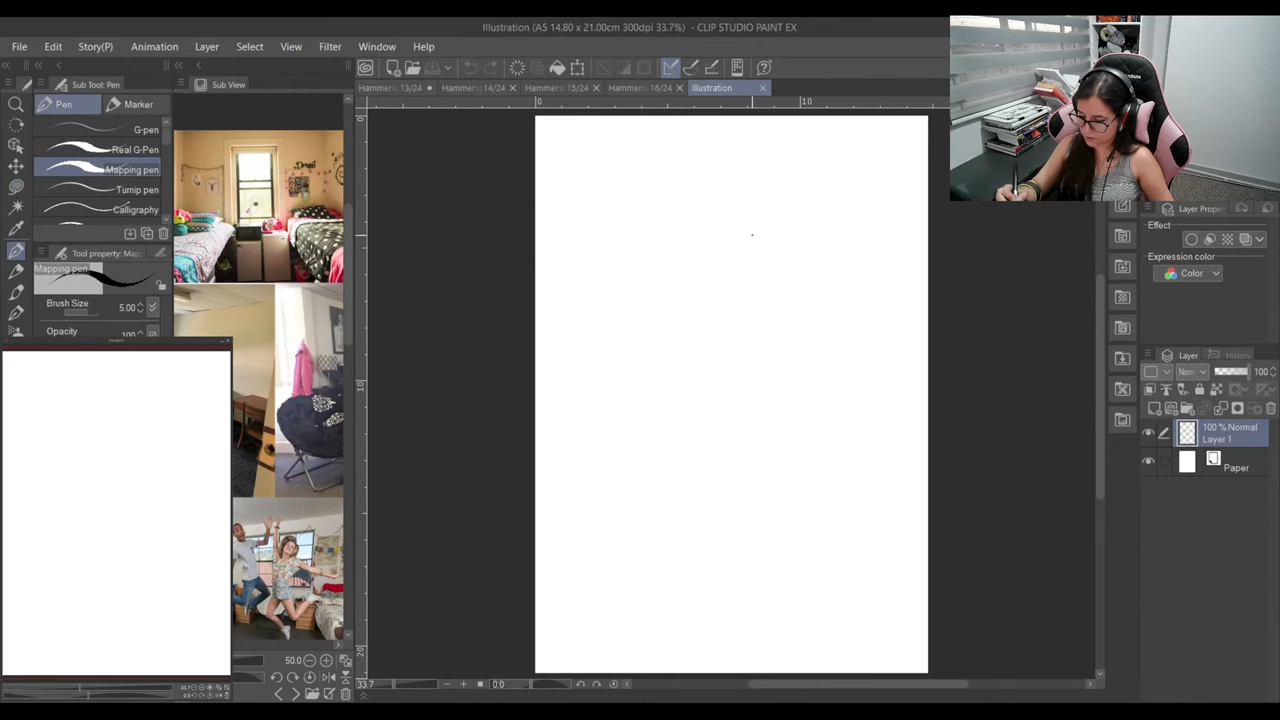 Illustration (A5 14.80 x 21.00cm 300dpi 33.7%) - CLIP STUDIO PAINT EX
File Edit Story(P) Animation Layer Select View Filter Window Help
Sub Tool: Pen
Sub View
Hammers: 13/24 Hammers: 14/24 Hammers: 15/24 Hammers: 16/24 Illustration
Pen Marker
0 10
G-pen
Real G-Pen
Mapping pen
Turnip pen
Calligraphy
Tool property: Map
Mapping pen
Brush Size 5.00
Opacity 100
Layer Prope
Effect
Expression color
Color
Layer History
100
100 % Normal
Layer 1
Paper
10
20
50.0
33.7 0.0